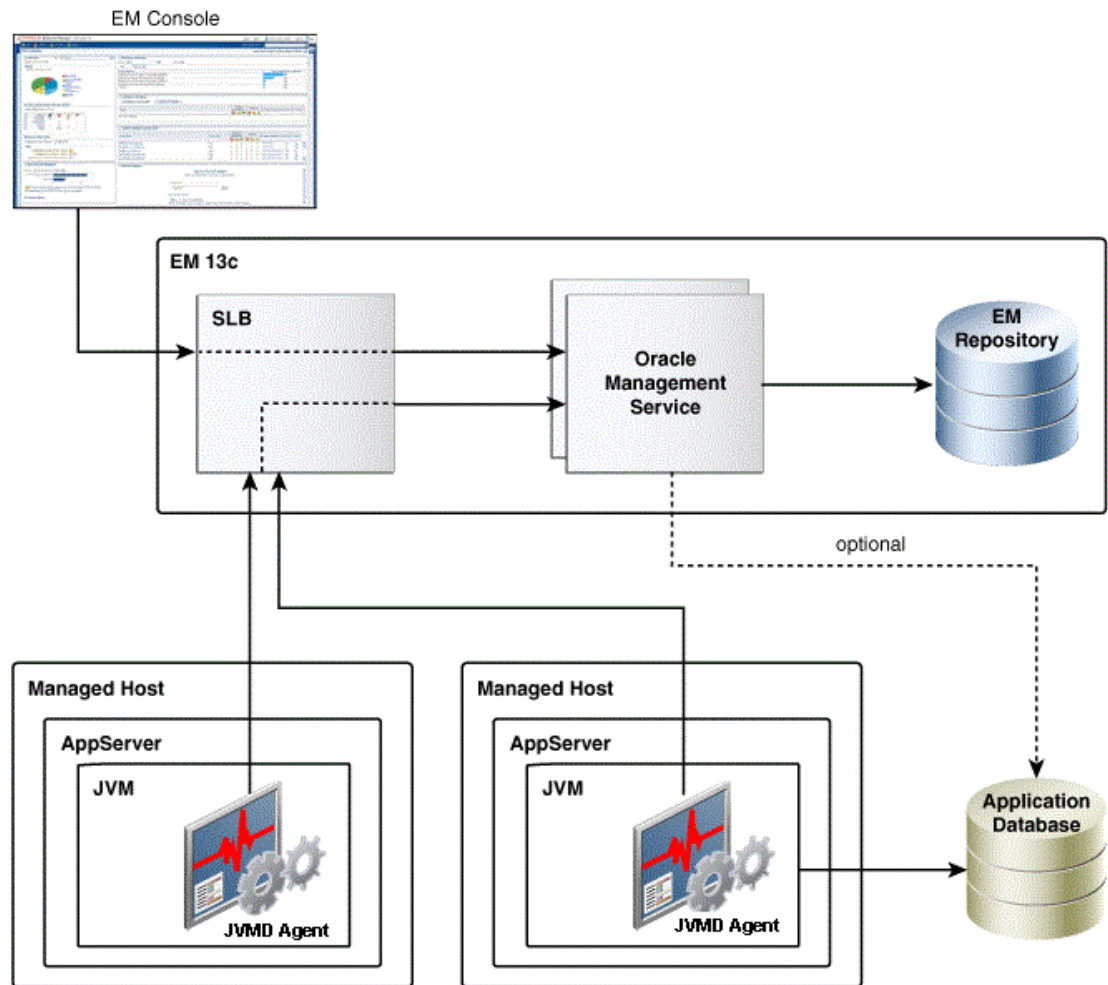 EM Console
EM 13c
SLB
Oracle
Management
Service
EM
Repository
optional
Managed Host
AppServer
JVM
JVMD Agent
Managed Host
AppServer
JVM
JVMD Agent
Application
Database